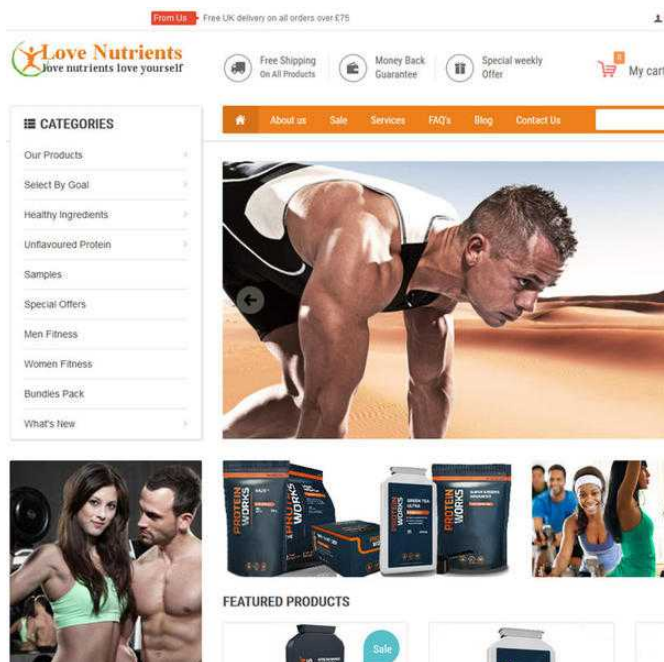 From Us
Free UK delivery on all orders over £75
Love Nutrients
love nutrients love yourself
Free Shipping
On All Products
Money Back
Guarantee
Special weekly
Offer
0
My cart
CATEGORIES
About us
Sale
Services
FAQ's
Blog
Contact Us
Our Products
Select By Goal
Healthy Ingredients
Unflavoured Protein
Samples
Special Offers
Men Fitness
Women Fitness
Bundles Pack
What's New
PROTEIN
WORKS
WORKS
PROTEIN
WORKS
GREEN TEA
ULTRA
PROTEIN
WORKS
FEATURED PRODUCTS
Sale